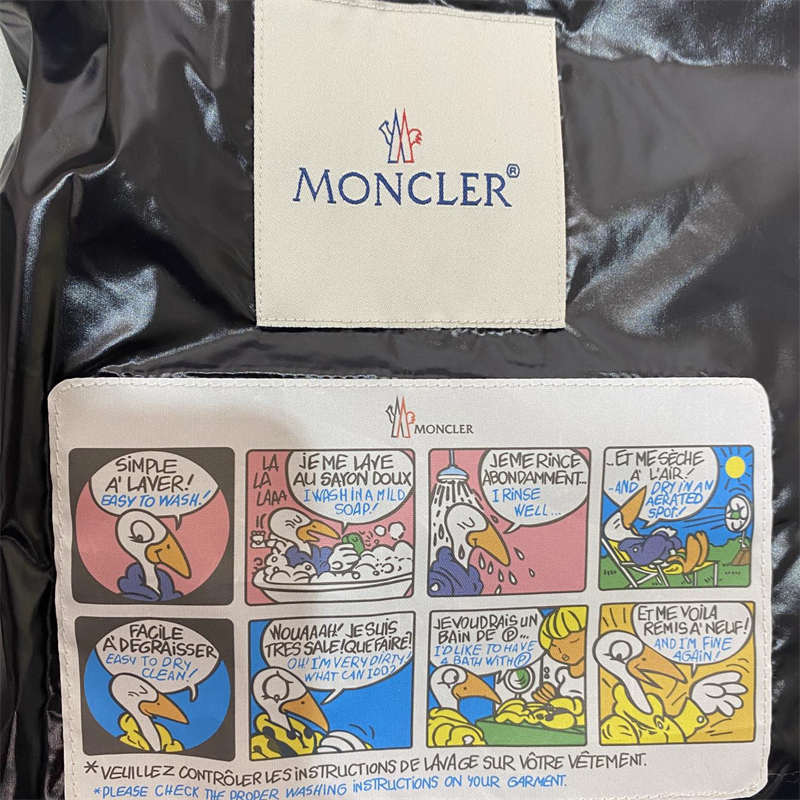 MONCLER®
MONCLER
SIMPLE
A' LAVER!
EASY TO WASH!
LA
LA
LAAA
JE ME LAVE
AU SAYON DOUX
I WASH IN A MILD
SOAP!
JE ME RINCE
ABONDAMMENT...
I RINSE
WELL...
..ET ME SÈCHE
A' L'AIR!
..AND DRY IN AN
AERATED
SPOT!
FACILE
A' DÉGRAISSER
EASY TO DRY
CLEAN!
WOUAAAH! JE SUIS
TRES SALE! QUE FAIRE?
OH! I'M VERY DIRTY!
WHAT CAN I DO?
JE VOUDRAIS UN
BAIN DE Ⓟ...
I'D LIKE TO HAVE
A BATH WITH Ⓟ
ET ME VOILA
REMIS A' NEUF!
AND I'M FINE
AGAIN!
*VEUILLEZ CONTRÔLER LES INSTRUCTIONS DE LAVAGE SUR VÔTRE VÊTEMENT.
*PLEASE CHECK THE PROPER WASHING INSTRUCTIONS ON YOUR GARMENT.